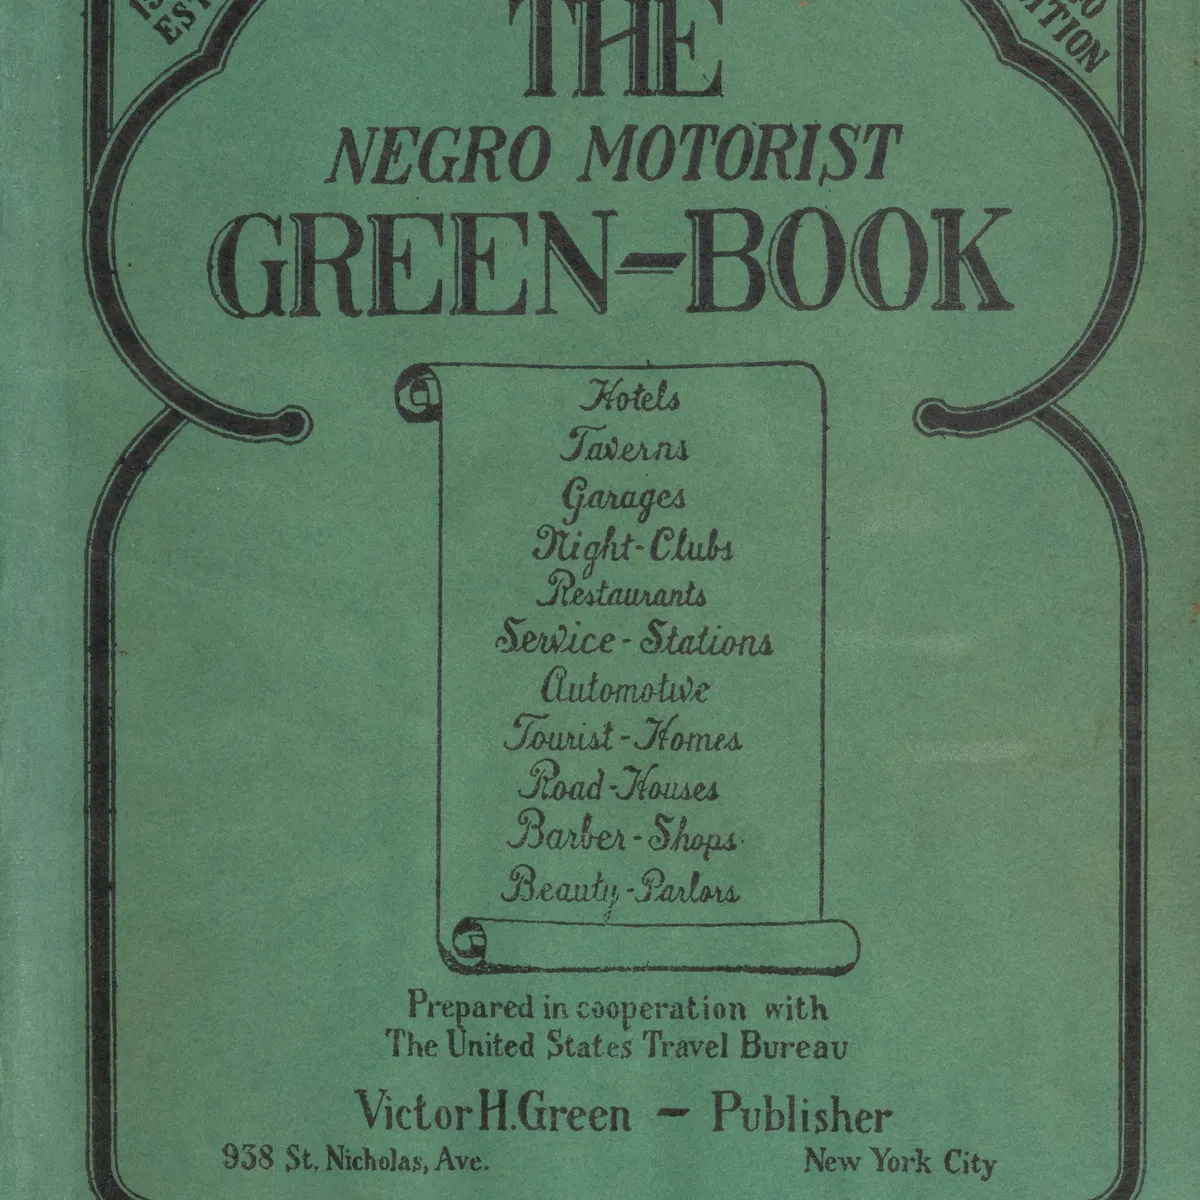 EST
EDITION
THE
NEGRO MOTORIST
GREEN-BOOK
Hotels
Taverns
Garages
Night-Clubs
Restaurants
Service-Stations
Automotive
Tourist-Homes
Road-Houses
Barber-Shops
Beauty-Parlors
Prepared in cooperation with
The United States Travel Bureau
Victor H. Green — Publisher
938 St. Nicholas, Ave.
New York City